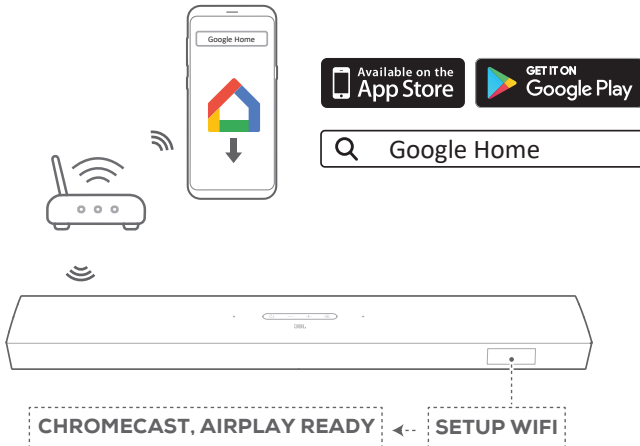 Google Home
Available on the
App Store
GET IT ON
Google Play
Google Home
JBL
CHROMECAST, AIRPLAY READY
SETUP WIFI